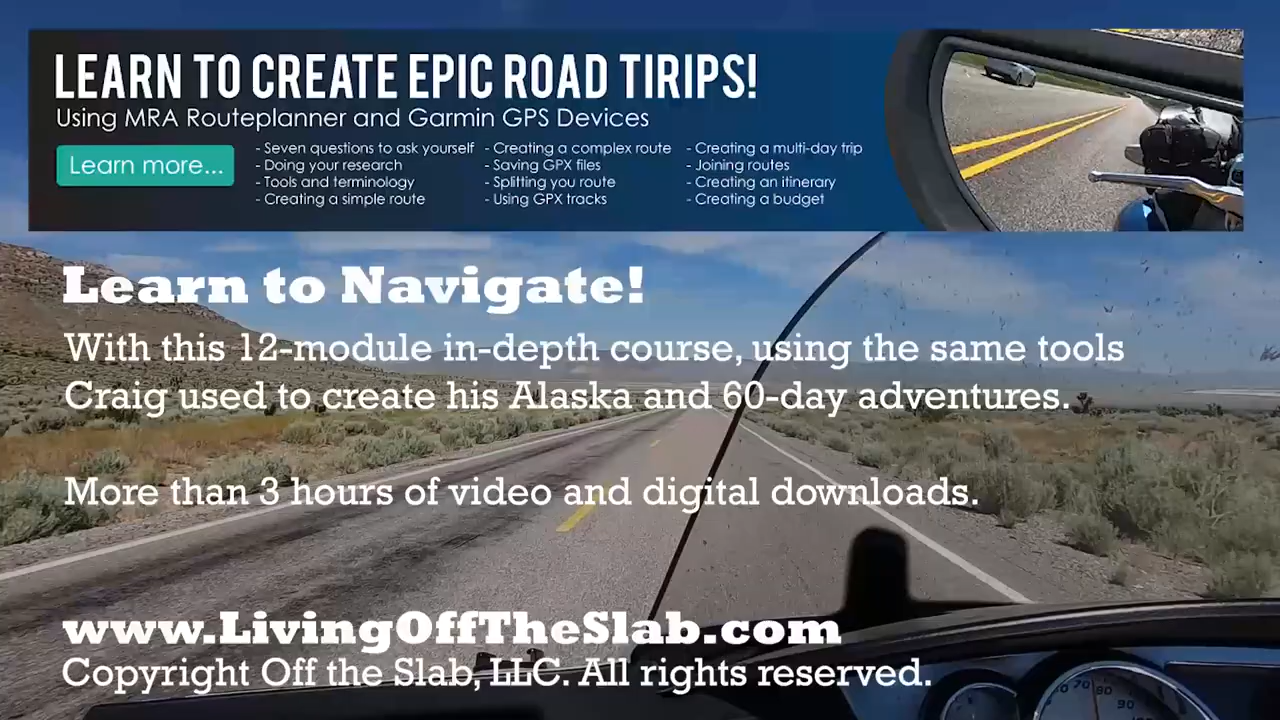 LEARN TO CREATE EPIC ROAD TIRIPS!
Using MRA Routeplanner and Garmin GPS Devices
Learn more...
- Seven questions to ask yourself
- Doing your research
- Tools and terminology
- Creating a simple route
- Creating a complex route
- Saving GPX files
- Splitting you route
- Using GPX tracks
- Creating a multi-day trip
- Joining routes
- Creating an itinerary
- Creating a budget
Learn to Navigate!
With this 12-module in-depth course, using the same tools
Craig used to create his Alaska and 60-day adventures.
More than 3 hours of video and digital downloads.
www.LivingOffTheSlab.com
Copyright Off the Slab, LLC. All rights reserved.
70
80
90